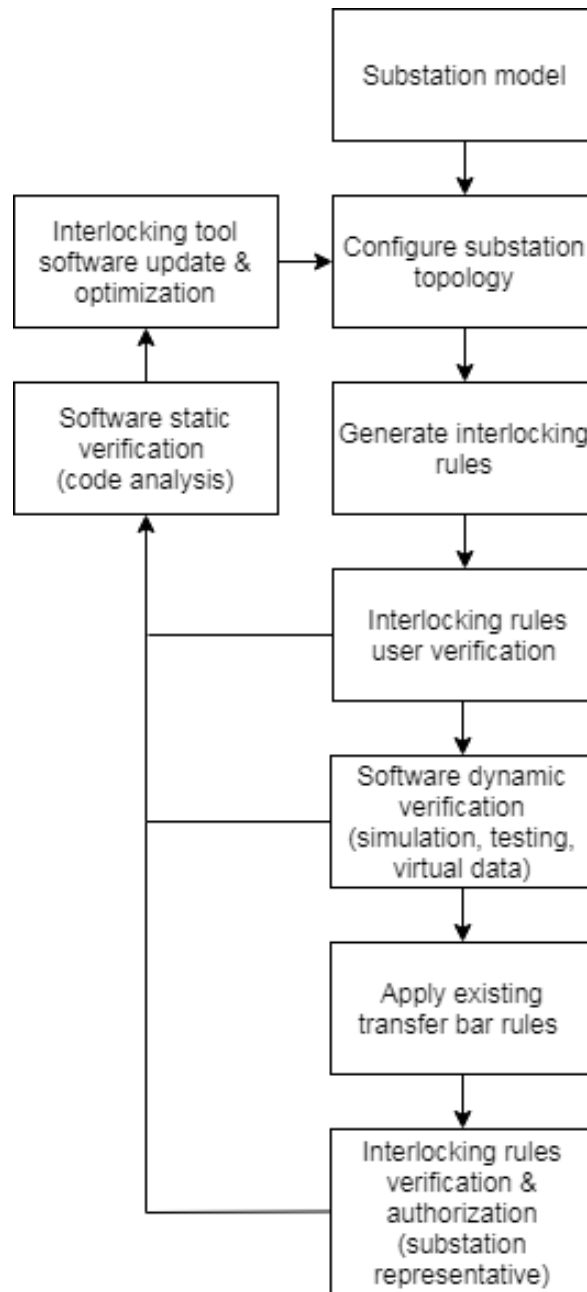 Substation model
Interlocking tool
software update &
optimization
Configure substation
topology
Software static
verification
(code analysis)
Generate interlocking
rules
Interlocking rules
user verification
Software dynamic
verification
(simulation, testing,
virtual data)
Apply existing
transfer bar rules
Interlocking rules
verification &
authorization
(substation
representative)